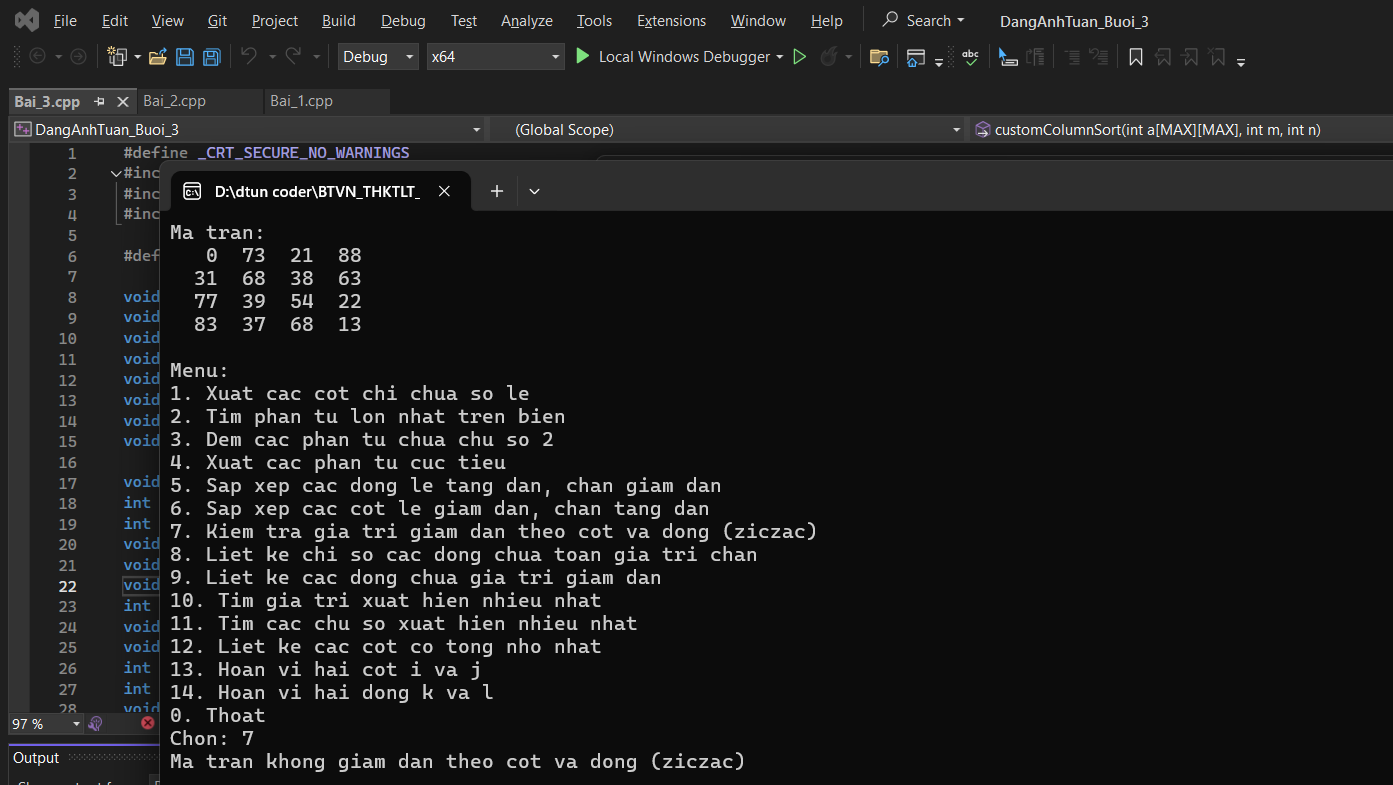 File Edit View Git Project Build Debug Test Analyze Tools Extensions Window Help Search DangAnhTuan_Buoi_3
Debug x64 Local Windows Debugger abc
Bai_3.cpp Bai_2.cpp Bai_1.cpp
DangAnhTuan_Buoi_3 (Global Scope) customColumnSort(int a[MAX][MAX], int m, int n)
1 #define _CRT_SECURE_NO_WARNINGS
2 #inc
3 #inc
4 #inc
5
6 #def
7
8 void
9 void
10 void
11 void
12 void
13 void
14 void
15 void
16
17 void
18 int
19 int
20 void
21 void
22 void
23 int
24 void
25 void
26 int
27 int
28 void
97 %
Output
D:\dtun coder\BTVN_THKTLT_
Ma tran:
0 73 21 88
31 68 38 63
77 39 54 22
83 37 68 13
Menu:
1. Xuat cac cot chi chua so le
2. Tim phan tu lon nhat tren bien
3. Dem cac phan tu chua chu so 2
4. Xuat cac phan tu cuc tieu
5. Sap xep cac dong le tang dan, chan giam dan
6. Sap xep cac cot le giam dan, chan tang dan
7. Kiem tra gia tri giam dan theo cot va dong (ziczac)
8. Liet ke chi so cac dong chua toan gia tri chan
9. Liet ke cac dong chua gia tri giam dan
10. Tim gia tri xuat hien nhieu nhat
11. Tim cac chu so xuat hien nhieu nhat
12. Liet ke cac cot co tong nho nhat
13. Hoan vi hai cot i va j
14. Hoan vi hai dong k va l
0. Thoat
Chon: 7
Ma tran khong giam dan theo cot va dong (ziczac)